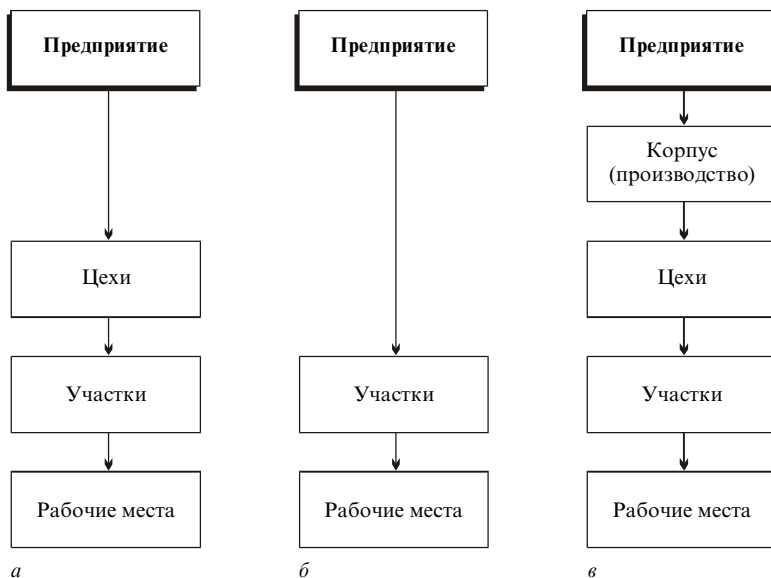 Предприятие
Цехи
Участки
Рабочие места
а
Предприятие
Участки
Рабочие места
б
Предприятие
Корпус
(производство)
Цехи
Участки
Рабочие места
в